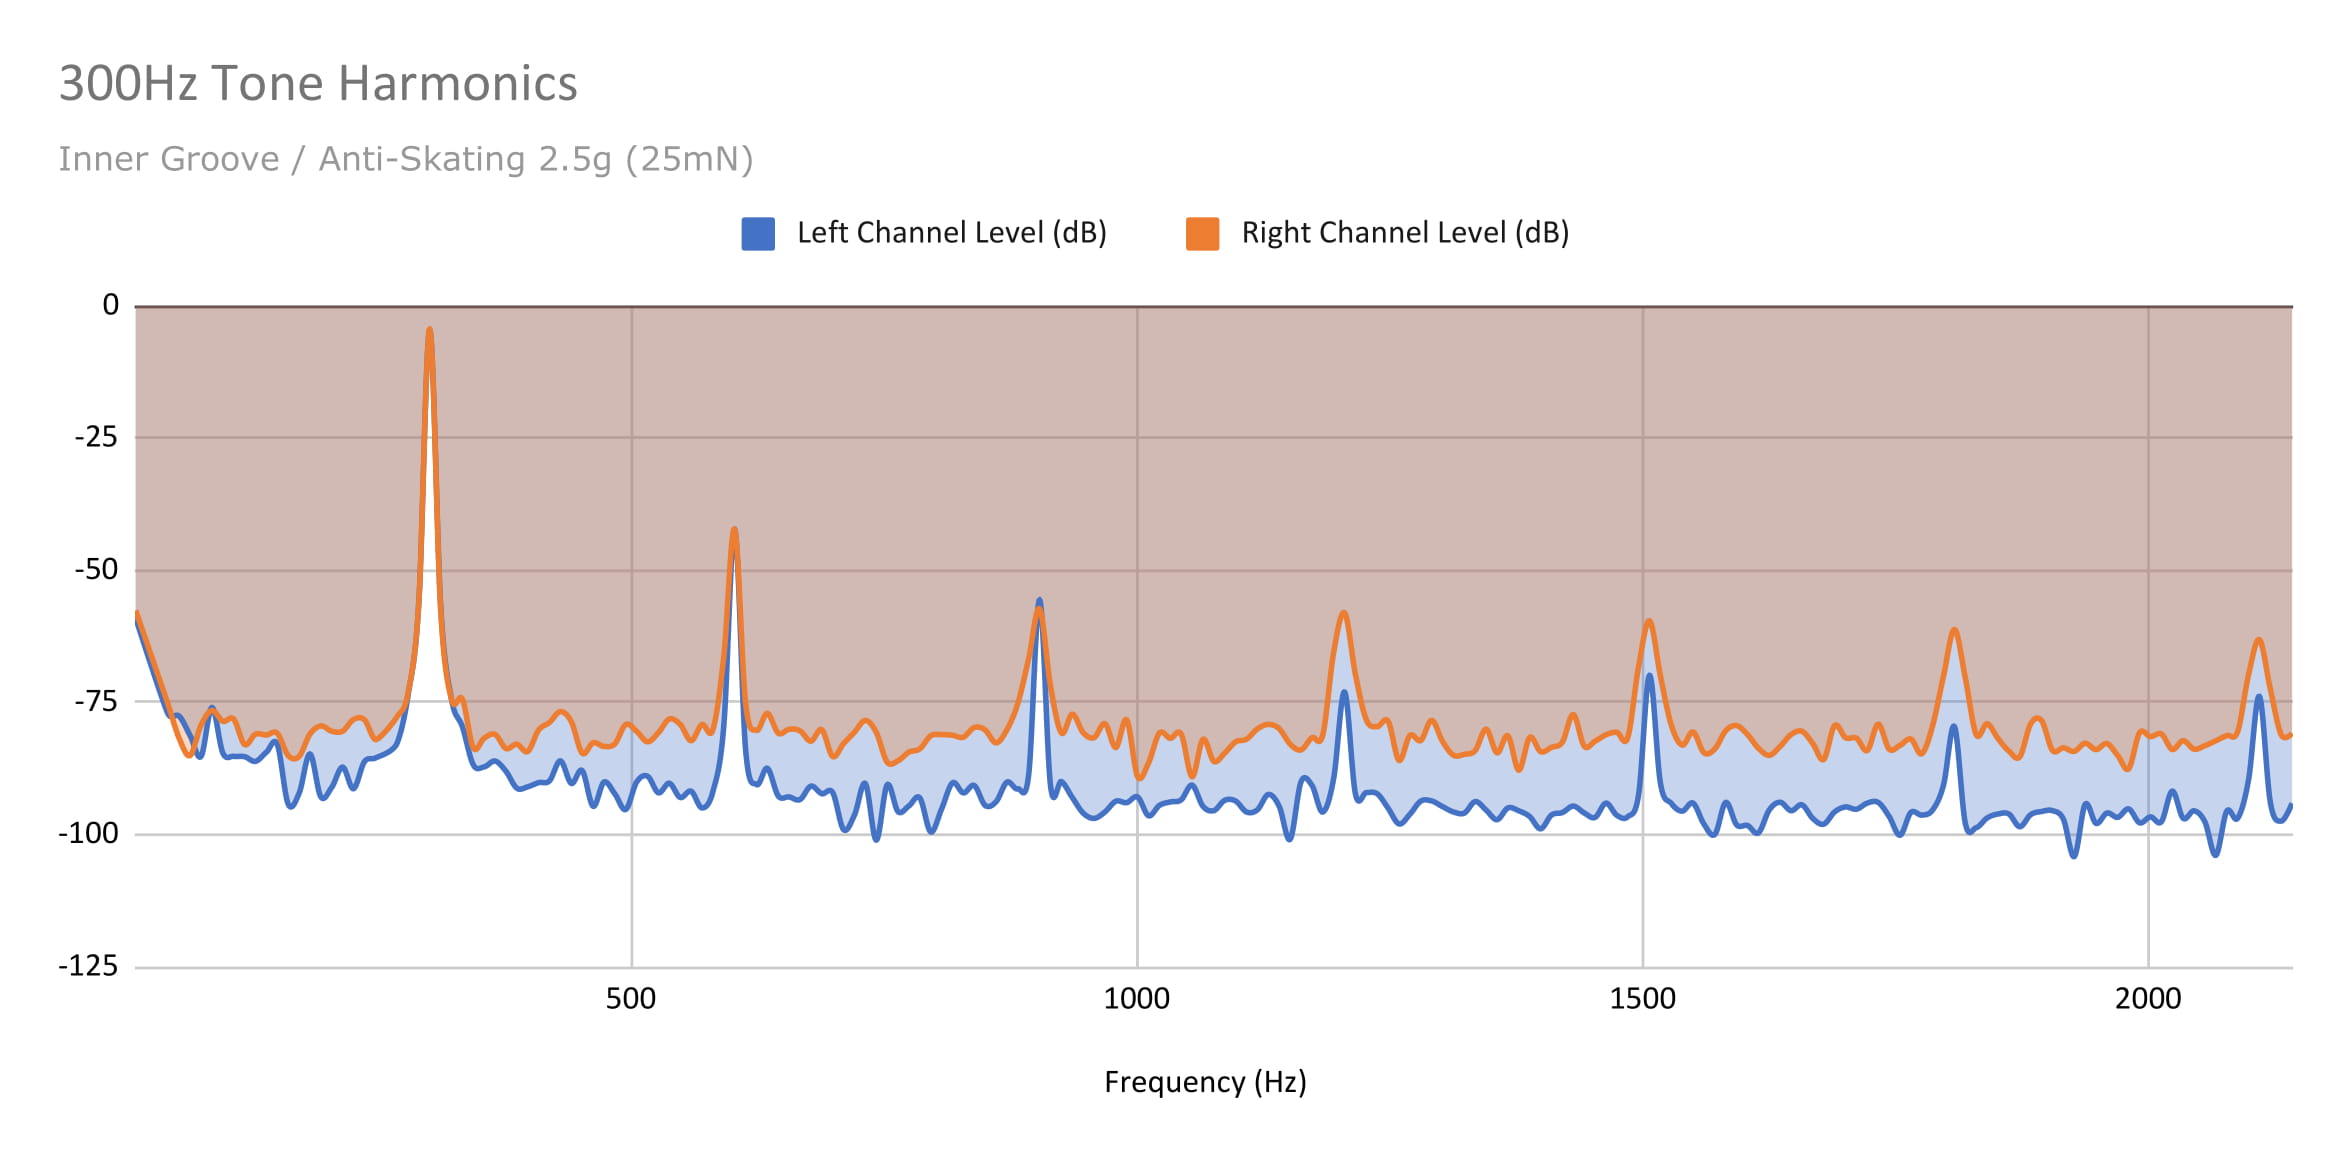 300Hz Tone Harmonics
Inner Groove / Anti-Skating 2.5g (25mN)
Left Channel Level (dB) Right Channel Level (dB)
0
-25
-50
-75
-100
-125
500 1000 1500 2000
Frequency (Hz)